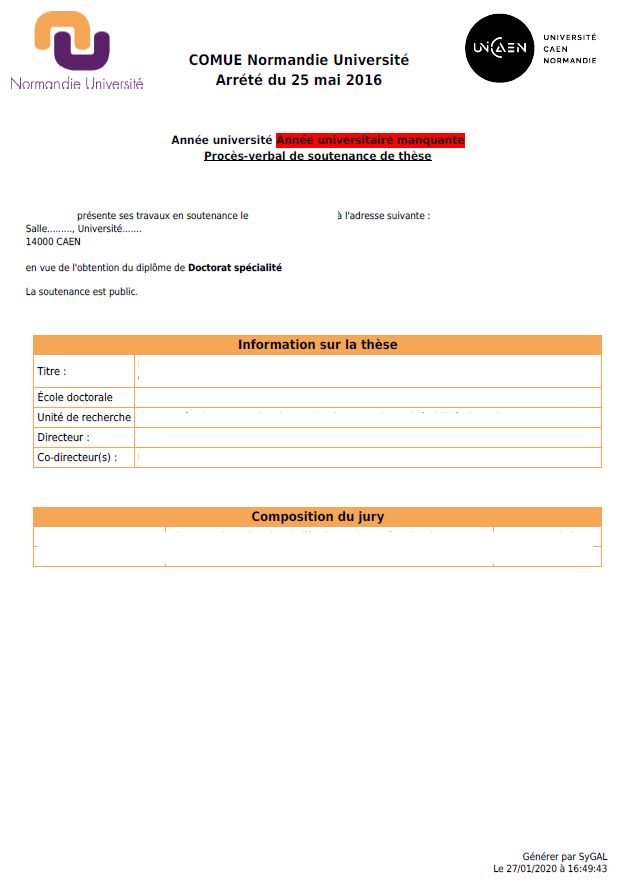 Normandie Université
COMUE Normandie Université
Arrété du 25 mai 2016
UNICAEN
UNIVERSITÉ
CAEN
NORMANDIE
Année université Année universitaire manquante
Procès-verbal de soutenance de thèse
présente ses travaux en soutenance le à l'adresse suivante :
Salle........., Université.......
14000 CAEN
en vue de l'obtention du diplôme de Doctorat spécialité
La soutenance est public.
Information sur la thèse
Titre :
École doctorale
Unité de recherche
Directeur :
Co-directeur(s) :
Composition du jury
Générer par SyGAL
Le 27/01/2020 à 16:49:43